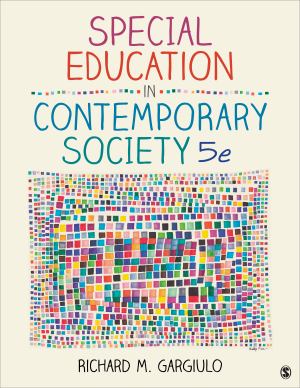 SPECIAL
EDUCATION
IN
CONTEMPORARY
SOCIETY 5e
RICHARD M. GARGIULO